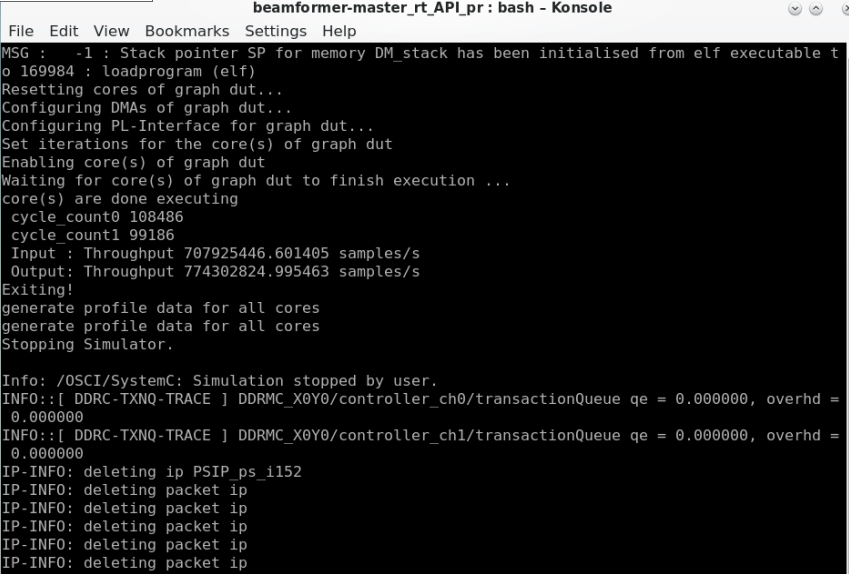 beamformer-master_rt_API_pr : bash – Konsole
File Edit View Bookmarks Settings Help
MSG :   -1 : Stack pointer SP for memory DM_stack has been initialised from elf executable t
o 169984 : loadprogram (elf)
Resetting cores of graph dut...
Configuring DMAs of graph dut...
Configuring PL-Interface for graph dut...
Set iterations for the core(s) of graph dut
Enabling core(s) of graph dut
Waiting for core(s) of graph dut to finish execution ...
core(s) are done executing
 cycle_count0 108486
 cycle_count1 99186
 Input : Throughput 707925446.601405 samples/s
 Output: Throughput 774302824.995463 samples/s
Exiting!
generate profile data for all cores
generate profile data for all cores
Stopping Simulator.

Info: /OSCI/SystemC: Simulation stopped by user.
INFO::[ DDRC-TXNQ-TRACE ] DDRMC_X0Y0/controller_ch0/transactionQueue qe = 0.000000, overhd =
 0.000000
INFO::[ DDRC-TXNQ-TRACE ] DDRMC_X0Y0/controller_ch1/transactionQueue qe = 0.000000, overhd =
 0.000000
IP-INFO: deleting ip PSIP_ps_i152
IP-INFO: deleting packet ip
IP-INFO: deleting packet ip
IP-INFO: deleting packet ip
IP-INFO: deleting packet ip
IP-INFO: deleting packet ip